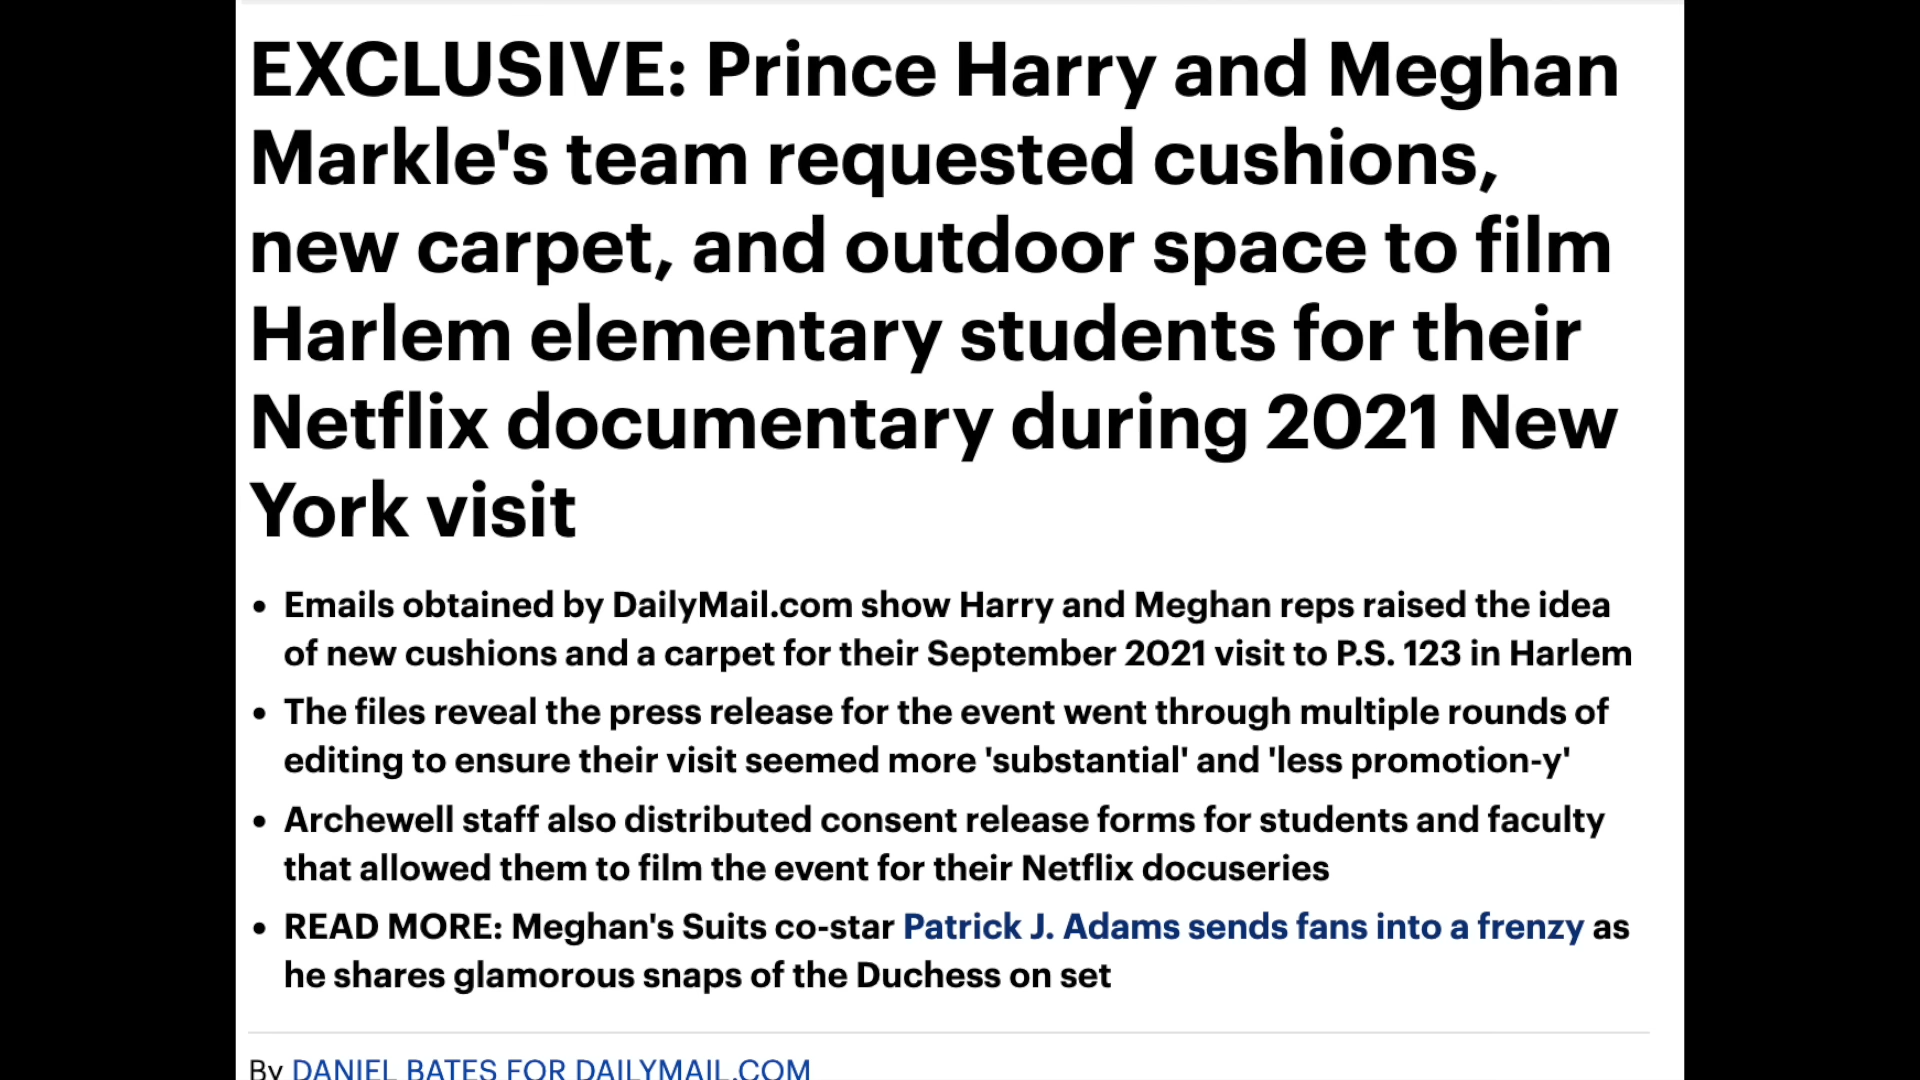 EXCLUSIVE: Prince Harry and Meghan
Markle's team requested cushions,
new carpet, and outdoor space to film
Harlem elementary students for their
Netflix documentary during 2021 New
York visit
• Emails obtained by DailyMail.com show Harry and Meghan reps raised the idea
of new cushions and a carpet for their September 2021 visit to P.S. 123 in Harlem
• The files reveal the press release for the event went through multiple rounds of
editing to ensure their visit seemed more 'substantial' and 'less promotion-y'
• Archewell staff also distributed consent release forms for students and faculty
that allowed them to film the event for their Netflix docuseries
• READ MORE: Meghan's Suits co-star Patrick J. Adams sends fans into a frenzy as
he shares glamorous snaps of the Duchess on set
By DANIEL BATES FOR DAILYMAIL.COM